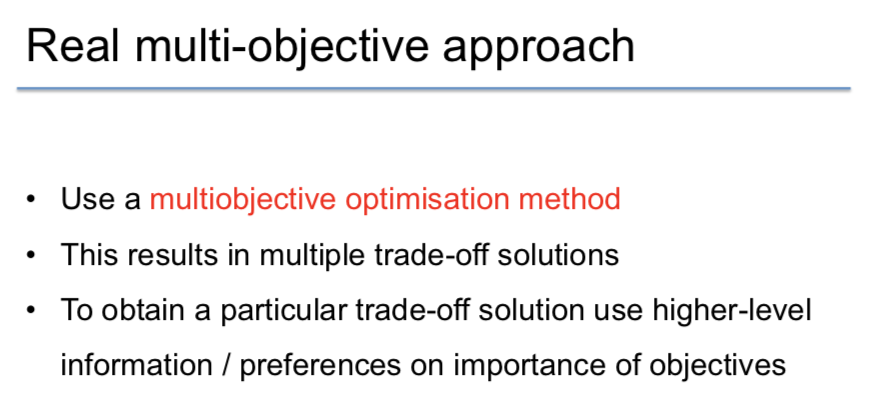 Real multi-objective approach
• Use a multiobjective optimisation method
• This results in multiple trade-off solutions
• To obtain a particular trade-off solution use higher-level
information / preferences on importance of objectives